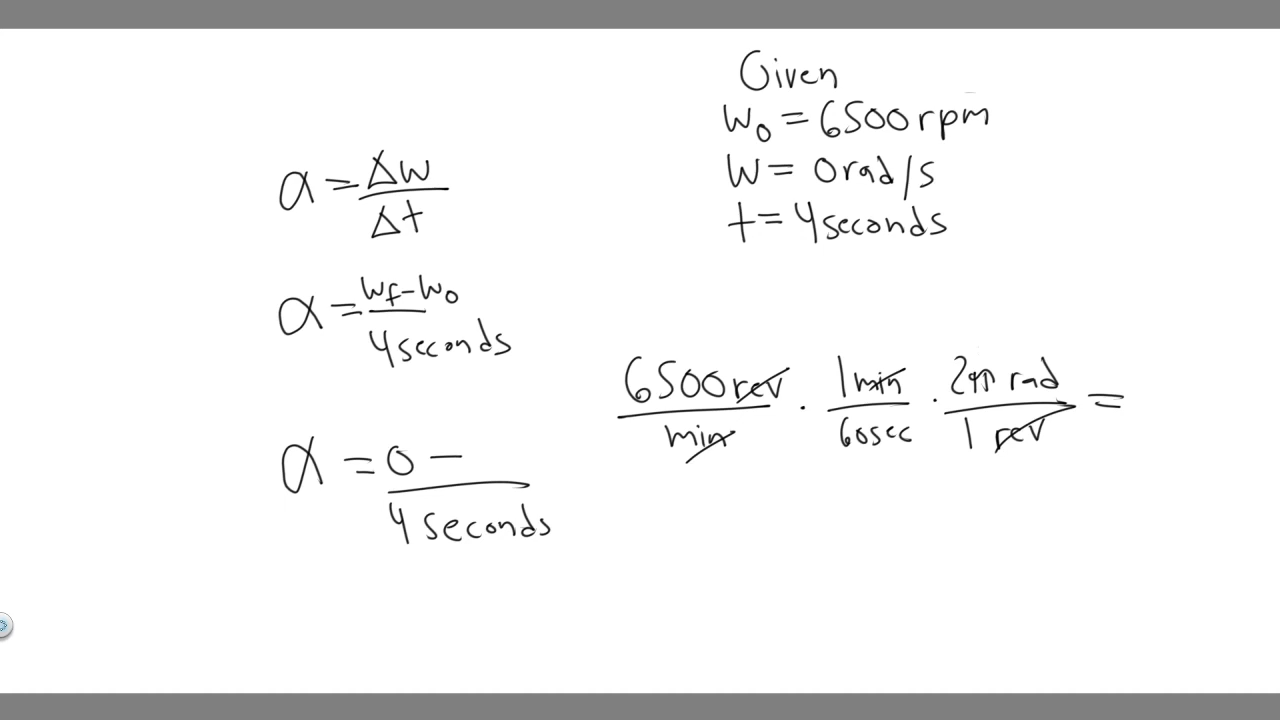 Given
w₀ = 6500 rpm
w = 0 rad/s
t = 4 seconds
α = Δw / Δt
α = wf - w₀ / 4 seconds
6500 rev / min · 1 min / 60 sec · 2π rad / 1 rev =
α = 0 - / 4 seconds